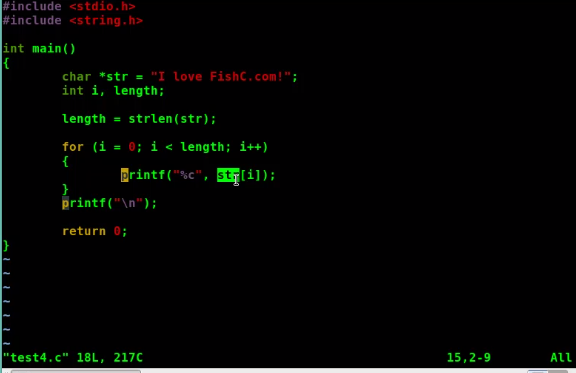 #include <stdio.h>
#include <string.h>
int main()
{
char *str = "I love FishC.com!";
int i, length;
length = strlen(str);
for (i = 0; i < length; i++)
{
printf("%c", str[i]);
}
printf("\n");
return 0;
}
~
~
~
~
~
~
~
"test4.c" 18L, 217C 15,2-9 All